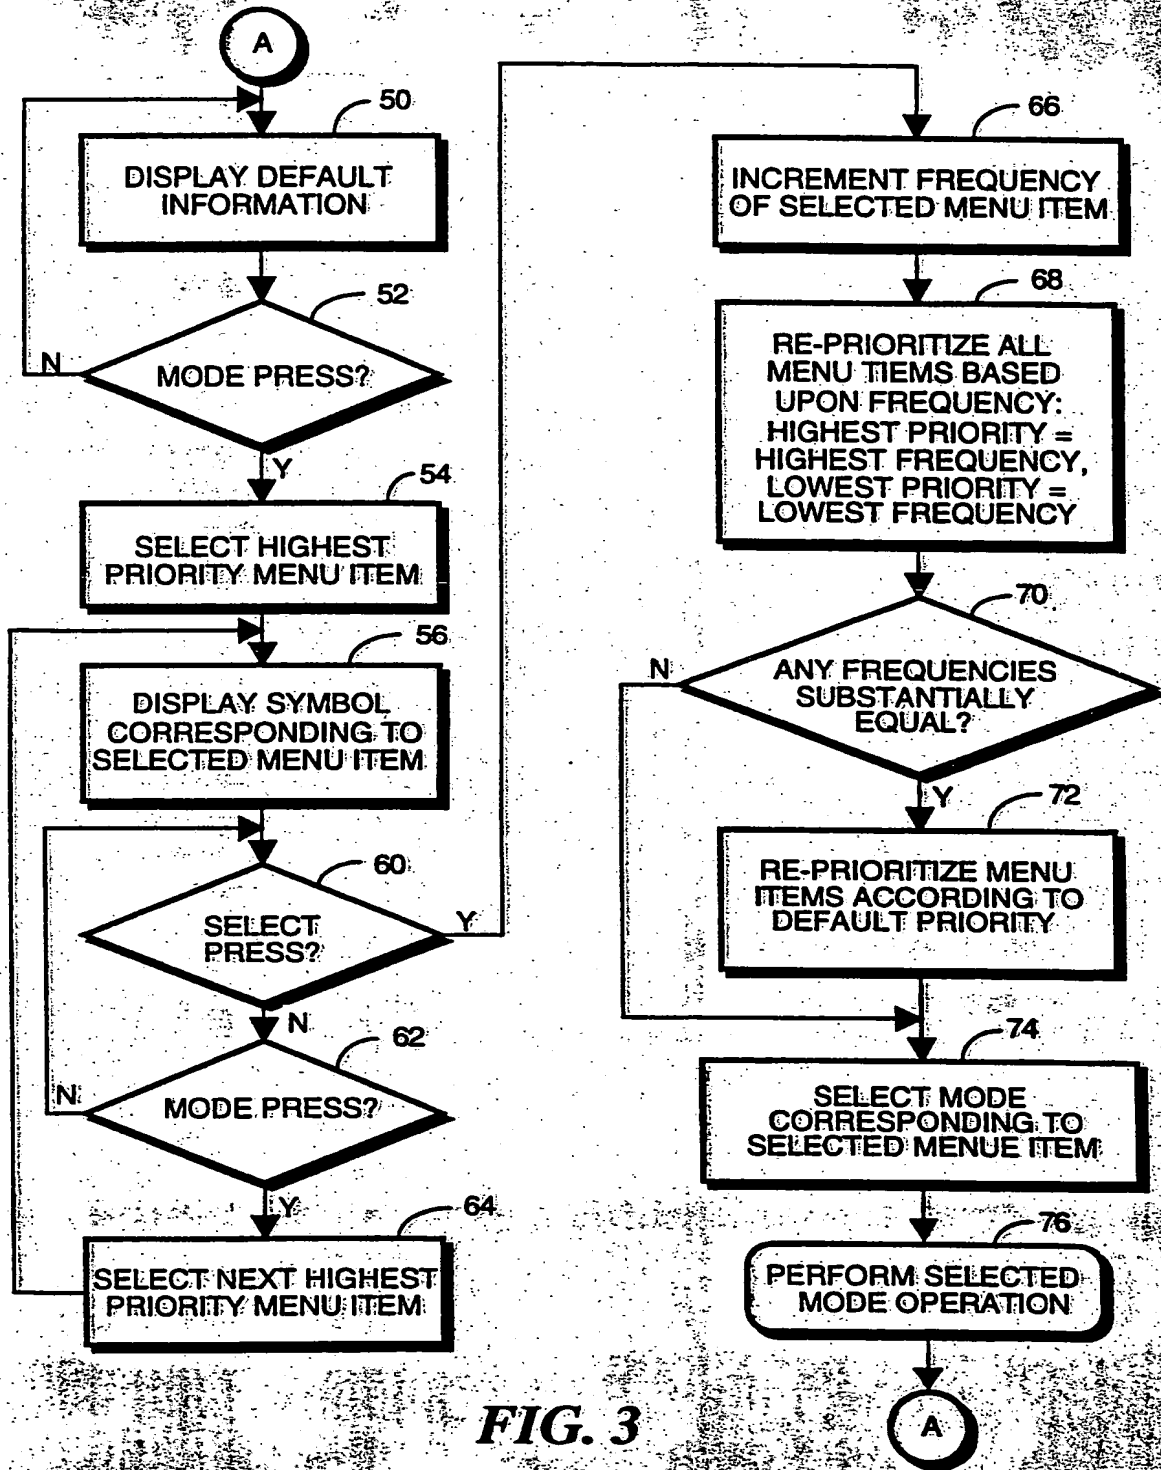 A
50
DISPLAY DEFAULT
INFORMATION
52
MODE PRESS?
N
Y
54
SELECT HIGHEST
PRIORITY MENU ITEM
56
DISPLAY SYMBOL
CORRESPONDING TO
SELECTED MENU ITEM
60
SELECT
PRESS?
Y
N
62
MODE PRESS?
N
Y
64
SELECT NEXT HIGHEST
PRIORITY MENU ITEM
66
INCREMENT FREQUENCY
OF SELECTED MENU ITEM
68
RE-PRIORITIZE ALL
MENU TIEMS BASED
UPON FREQUENCY:
HIGHEST PRIORITY =
HIGHEST FREQUENCY,
LOWEST PRIORITY =
LOWEST FREQUENCY
70
ANY FREQUENCIES
SUBSTANTIALLY
EQUAL?
N
Y
72
RE-PRIORITIZE MENU
ITEMS ACCORDING TO
DEFAULT PRIORITY
74
SELECT MODE
CORRESPONDING TO
SELECTED MENUE ITEM
76
PERFORM SELECTED
MODE OPERATION
A
FIG. 3